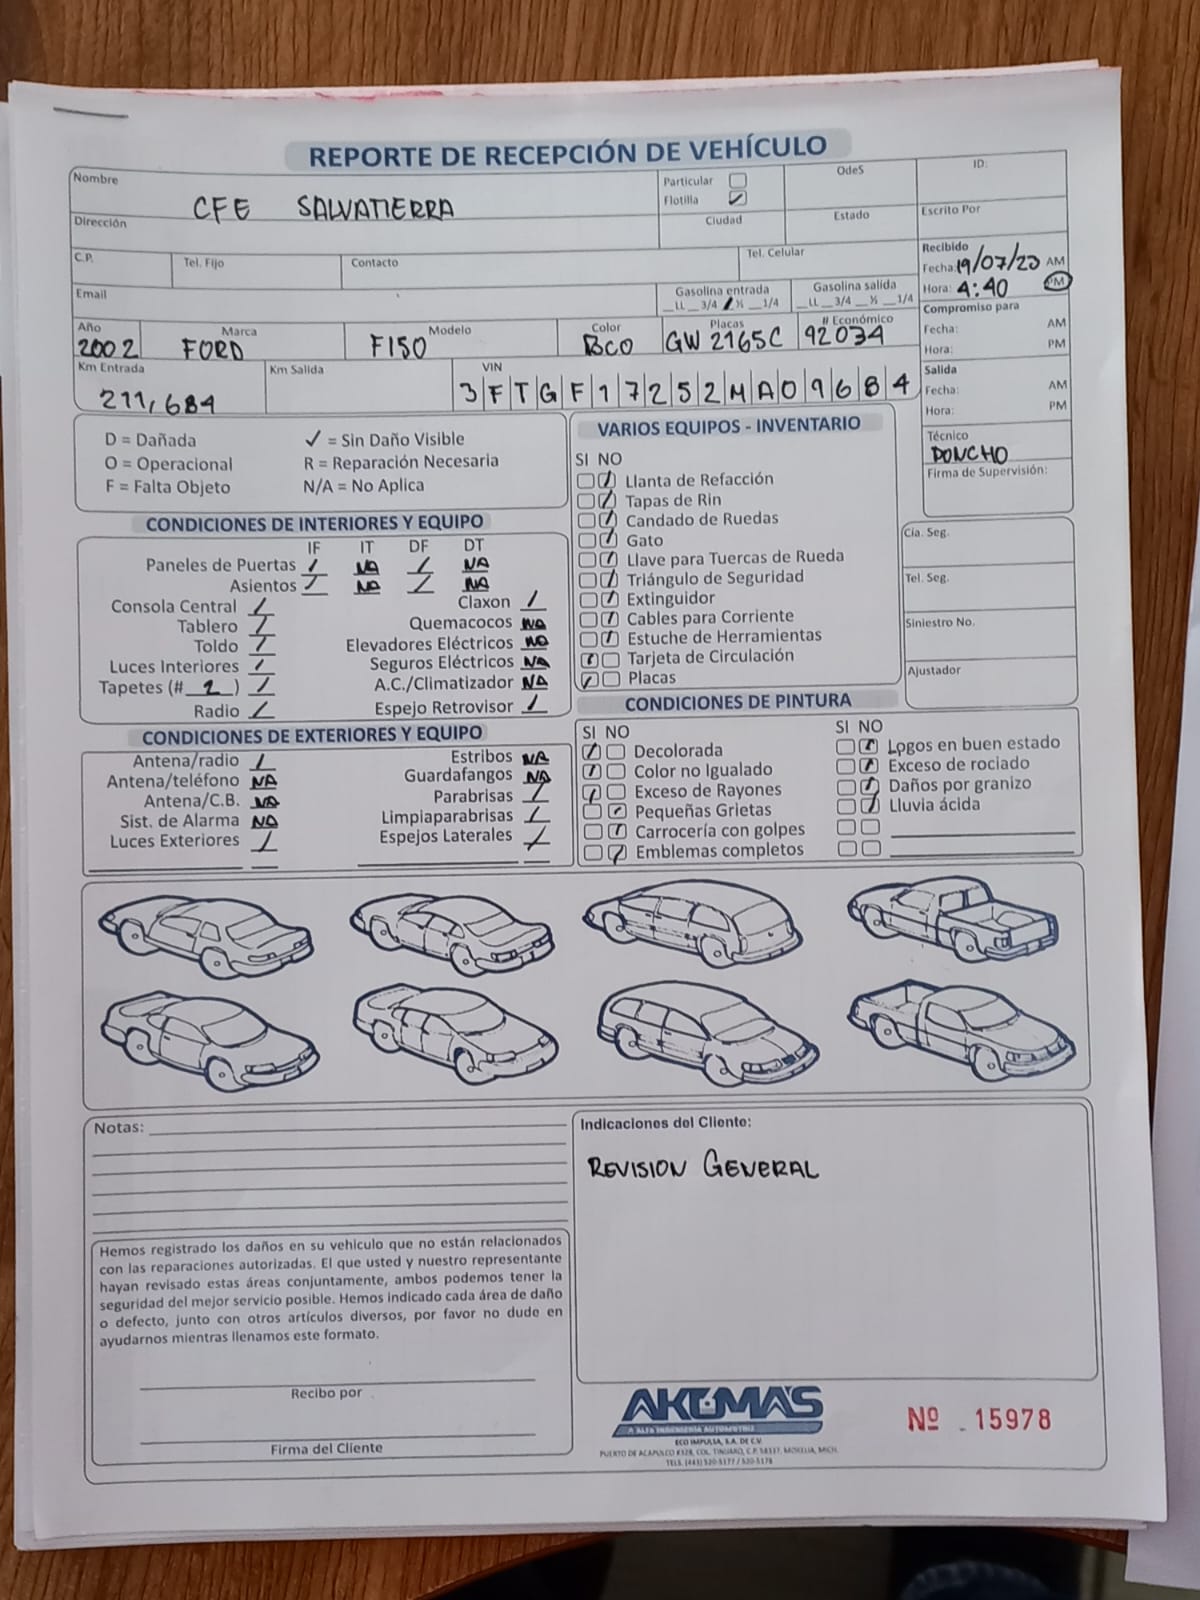 REPORTE DE RECEPCIÓN DE VEHÍCULO
Nombre CFE SALVATIERRA
Particular
Flotilla ✓
OdeS
ID:
Dirección
Ciudad
Estado
Escrito Por
C.P.
Tel. Fijo
Contacto
Tel. Celular
Recibido
Fecha: 19/07/20 AM
Hora: 4:40 PM
Email
Gasolina entrada
__LL __3/4 __½ __1/4
Gasolina salida
__LL __3/4 __½ __1/4
Compromiso para
Fecha: AM
Hora: PM
Año 2002
Marca FORD
Modelo F150
Color Bco
Placas GW 2165C
# Económico 92034
Km Entrada 211,684
Km Salida
VIN 3FTGF17252MA09684
Salida
Fecha: AM
Hora: PM
Técnico
PONCHO
Firma de Supervisión:
D = Dañada
✓ = Sin Daño Visible
O = Operacional
R = Reparación Necesaria
F = Falta Objeto
N/A = No Aplica
CONDICIONES DE INTERIORES Y EQUIPO
IF IT DF DT
Paneles de Puertas / NA / NA
Asientos / NA / NA
Consola Central /
Claxon /
Tablero /
Quemacocos NA
Toldo /
Elevadores Eléctricos NA
Luces Interiores /
Seguros Eléctricos NA
Tapetes (# 2 ) /
A.C./Climatizador NA
Radio /
Espejo Retrovisor /
CONDICIONES DE EXTERIORES Y EQUIPO
Antena/radio /
Estribos NA
Antena/teléfono NA
Guardafangos NA
Antena/C.B. NA
Parabrisas /
Sist. de Alarma NA
Limpiaparabrisas /
Luces Exteriores /
Espejos Laterales /
VARIOS EQUIPOS - INVENTARIO
SI NO
Llanta de Refacción
Tapas de Rin
Candado de Ruedas
Gato
Llave para Tuercas de Rueda
Triángulo de Seguridad
Extinguidor
Cables para Corriente
Estuche de Herramientas
Tarjeta de Circulación
Placas
Cia. Seg.
Tel. Seg.
Siniestro No.
Ajustador
CONDICIONES DE PINTURA
SI NO
Decolorada
Color no Igualado
Exceso de Rayones
Pequeñas Grietas
Carrocería con golpes
Emblemas completos
SI NO
Logos en buen estado
Exceso de rociado
Daños por granizo
Lluvia ácida
Notas:
Indicaciones del Cliente:
REVISION GENERAL
Hemos registrado los daños en su vehiculo que no están relacionados
con las reparaciones autorizadas. El que usted y nuestro representante
hayan revisado estas áreas conjuntamente, ambos podemos tener la
seguridad del mejor servicio posible. Hemos indicado cada área de daño
o defecto, junto con otros artículos diversos, por favor no dude en
ayudarnos mientras llenamos este formato.
Recibo por
Firma del Cliente
AKUMA'S
A ALTA INGENIERIA AUTOMOTRIZ
ECO IMPULSA, S.A. DE C.V.
PUERTO DE ACAPULCO #328, COL. TINIJARO, C.P. 58337, MORELIA, MICH.
TELS. (443) 520-5177 / 520-5178
Nº 15978